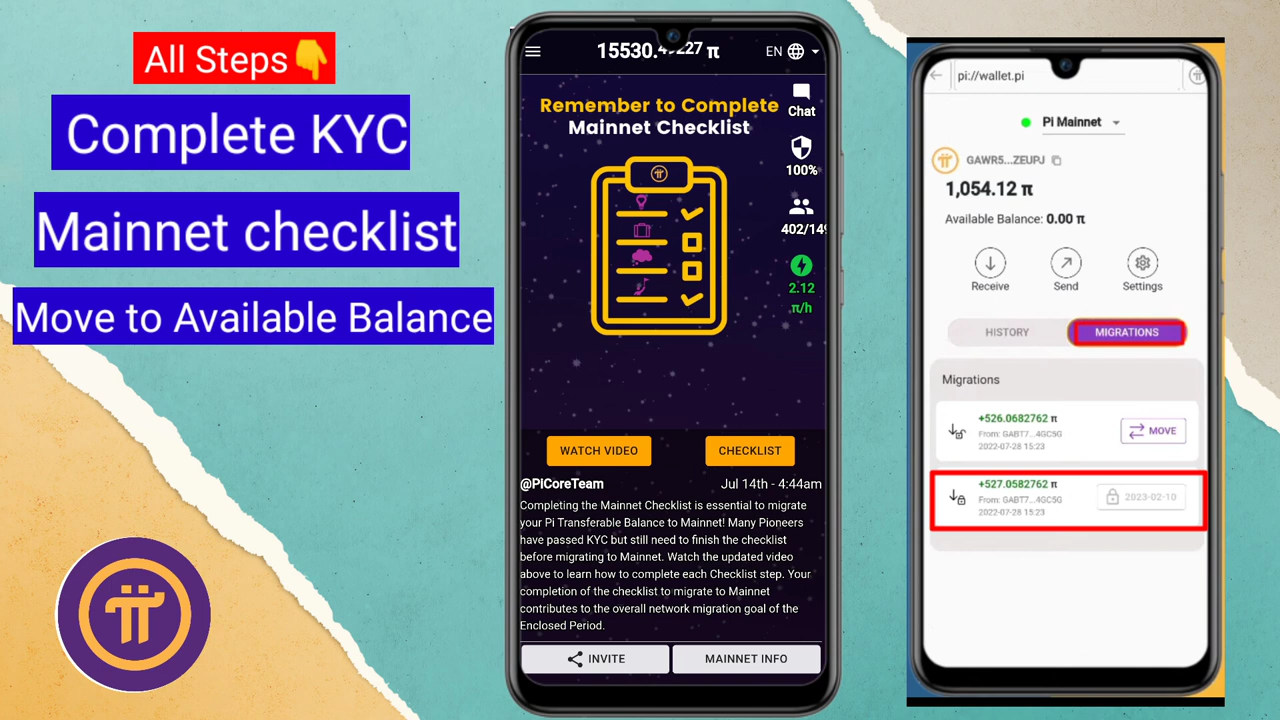 All Steps👇
Complete KYC
Mainnet checklist
Move to Available Balance
15530.49227 π
EN
Remember to Complete
Mainnet Checklist
Chat
100%
402/149
2.12
π/h
WATCH VIDEO
CHECKLIST
@PiCoreTeam
Jul 14th - 4:44am
Completing the Mainnet Checklist is essential to migrate
your Pi Transferable Balance to Mainnet! Many Pioneers
have passed KYC but still need to finish the checklist
before migrating to Mainnet. Watch the updated video
above to learn how to complete each Checklist step. Your
completion of the checklist to migrate to Mainnet
contributes to the overall network migration goal of the
Enclosed Period.
INVITE
MAINNET INFO
pi://wallet.pi
Pi Mainnet
GAWR5...ZEUPJ
1,054.12 π
Available Balance: 0.00 π
Receive
Send
Settings
HISTORY
MIGRATIONS
Migrations
+526.0682762 π
From: GABT7...4GC5G
2022-07-28 15:23
MOVE
+527.0582762 π
From: GABT7...4GC5G
2022-07-28 15:23
2023-02-10